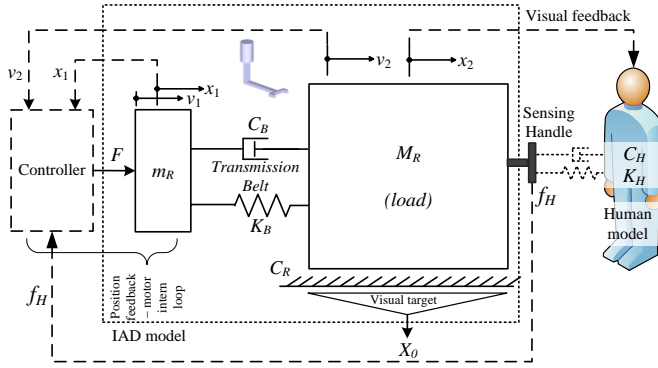 Visual feedback
v2
x1
v2
x2
x1
v1
Sensing
Handle
CB
Transmission
Controller
F
mR
MR
(load)
Belt
KB
CH
KH
fH
Human
model
CR
fH
Position
feedback
– motor
intern
loop
Visual target
IAD model
X0